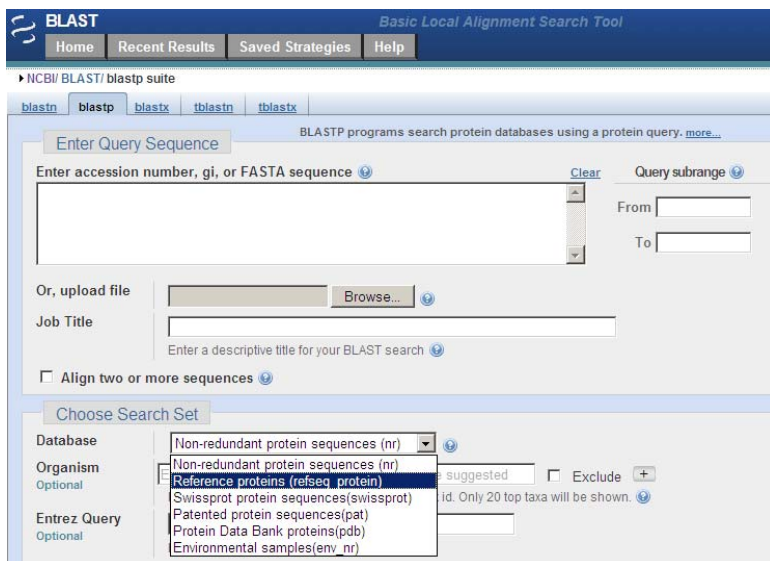 BLAST Basic Local Alignment Search Tool
Home Recent Results Saved Strategies Help
NCBI/ BLAST/ blastp suite
blastn blastp blastx tblastn tblastx
BLASTP programs search protein databases using a protein query. more...
Enter Query Sequence
Enter accession number, gi, or FASTA sequence Clear Query subrange
From
To
Or, upload file Browse...
Job Title
Enter a descriptive title for your BLAST search
Align two or more sequences
Choose Search Set
Database Non-redundant protein sequences (nr)
Non-redundant protein sequences (nr)
Organism suggested Exclude +
Optional Reference proteins (refseq_protein)
Swissprot protein sequences(swissprot) id. Only 20 top taxa will be shown.
Entrez Query Patented protein sequences(pat)
Optional Protein Data Bank proteins(pdb)
Environmental samples(env_nr)